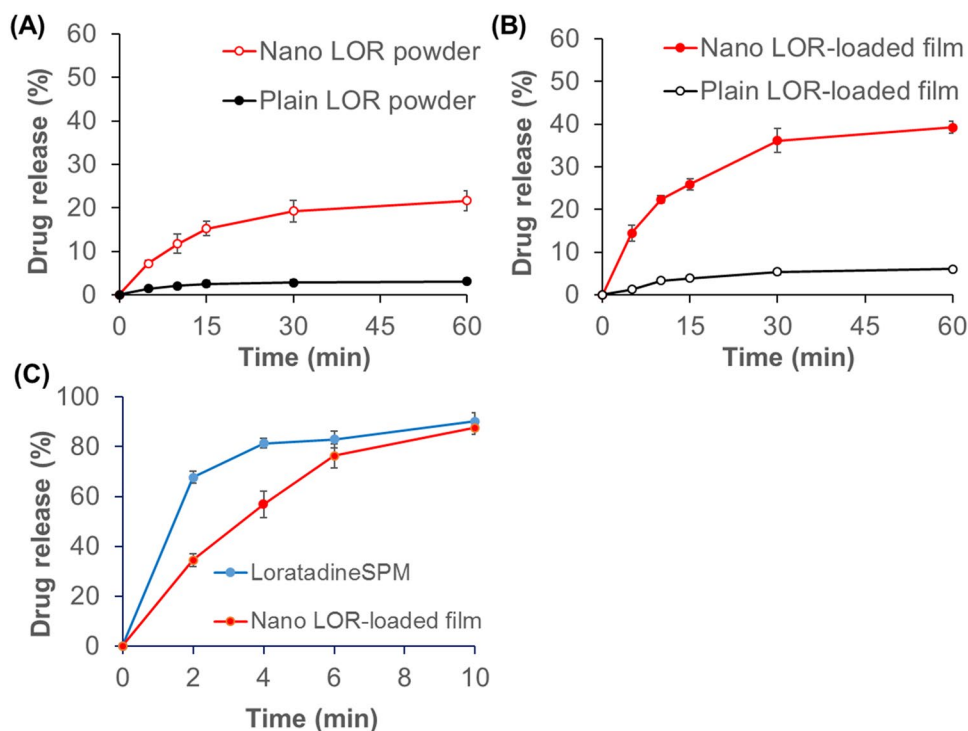 (A)
Drug release (%)
60
50
40
30
20
10
0
Nano LOR powder
Plain LOR powder
0 15 30 45 60
Time (min)
(B)
Drug release (%)
60
50
40
30
20
10
0
Nano LOR-loaded film
Plain LOR-loaded film
0 15 30 45 60
Time (min)
(C)
Drug release (%)
100
80
60
40
20
0
LoratadineSPM
Nano LOR-loaded film
0 2 4 6 8 10
Time (min)